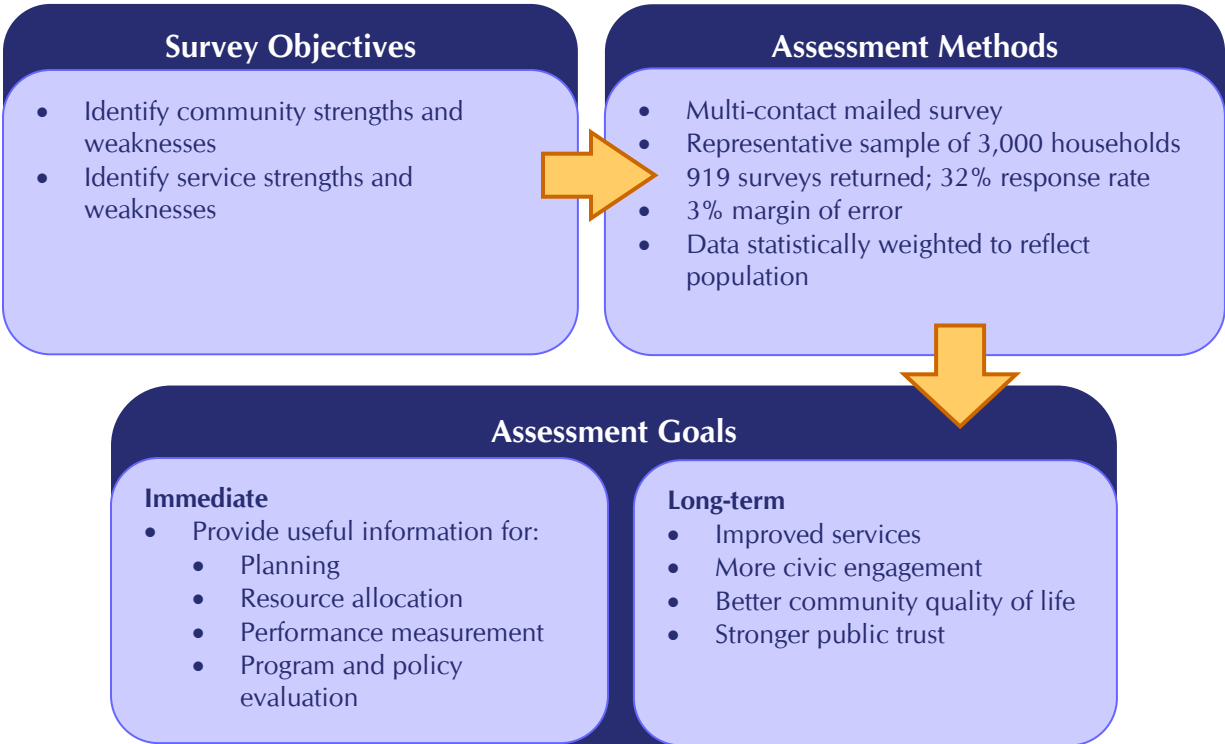 Survey Objectives
• Identify community strengths and
weaknesses
• Identify service strengths and
weaknesses
Assessment Methods
• Multi-contact mailed survey
• Representative sample of 3,000 households
919 surveys returned; 32% response rate
• 3% margin of error
• Data statistically weighted to reflect
population
Assessment Goals
Immediate
• Provide useful information for:
• Planning
• Resource allocation
• Performance measurement
• Program and policy
evaluation
Long-term
• Improved services
• More civic engagement
• Better community quality of life
• Stronger public trust